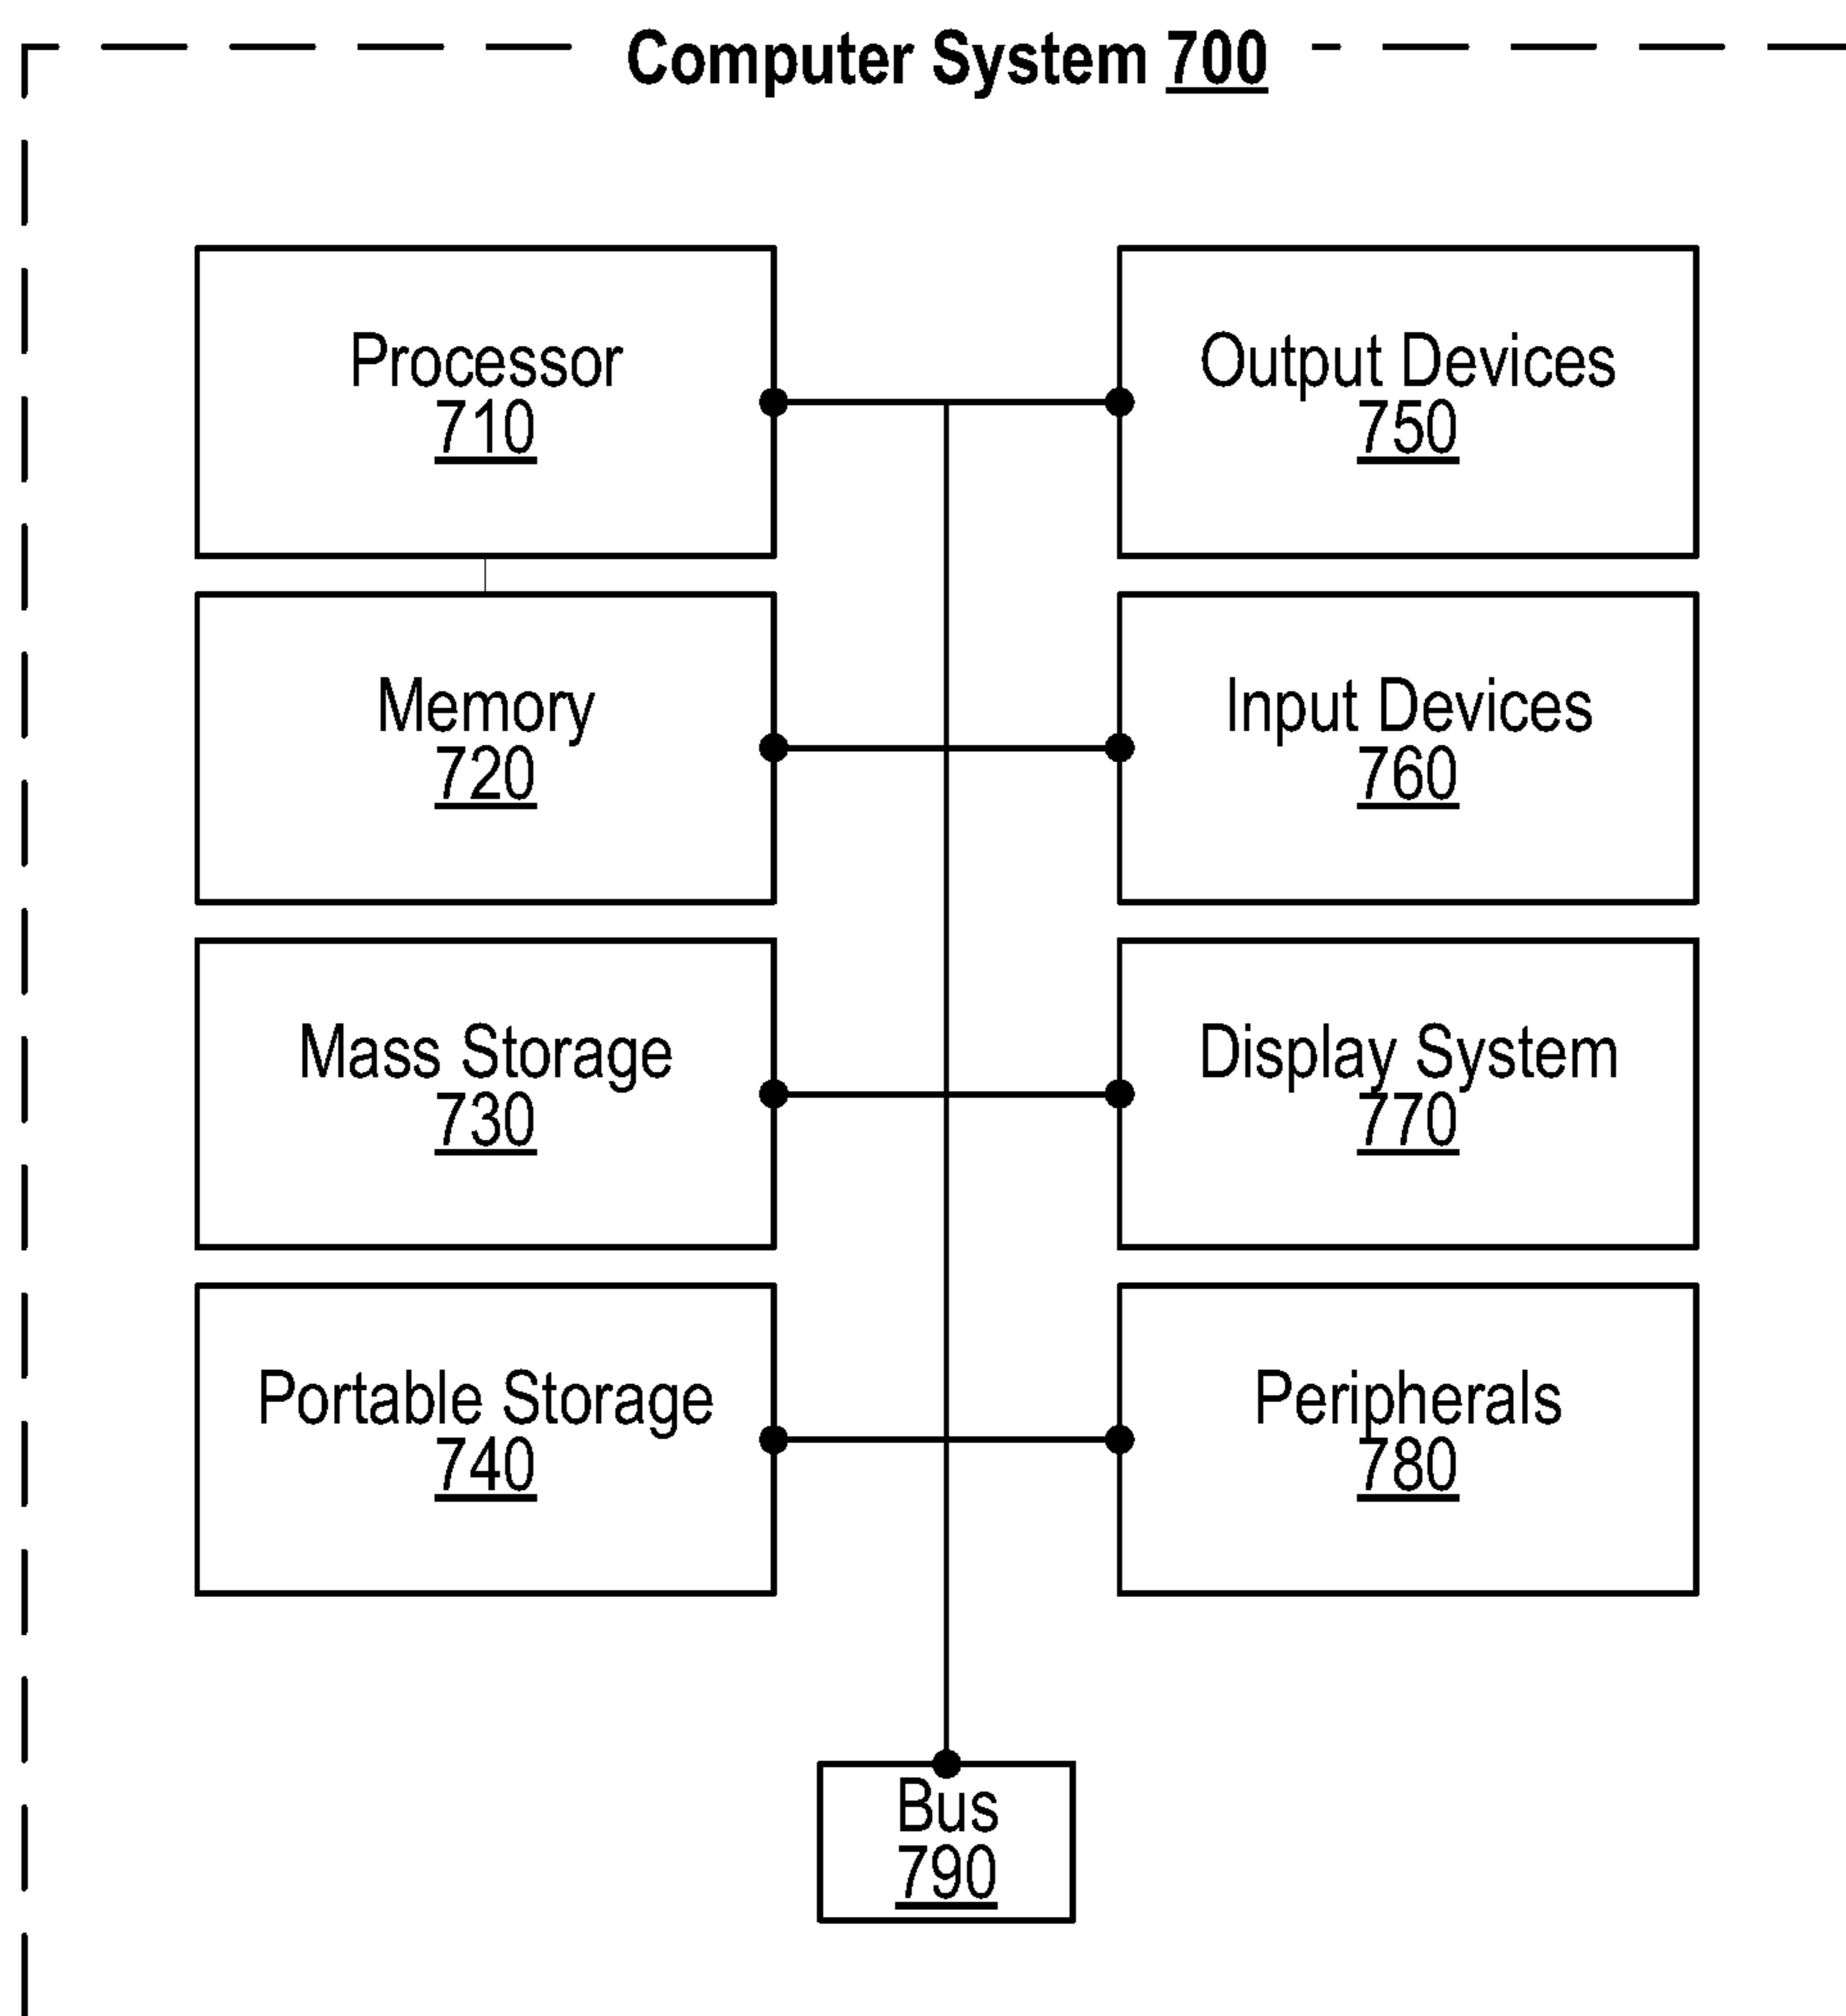 Computer System 700
Processor
710
Output Devices
750
Memory
720
Input Devices
760
Mass Storage
730
Display System
770
Portable Storage
740
Peripherals
780
Bus
790